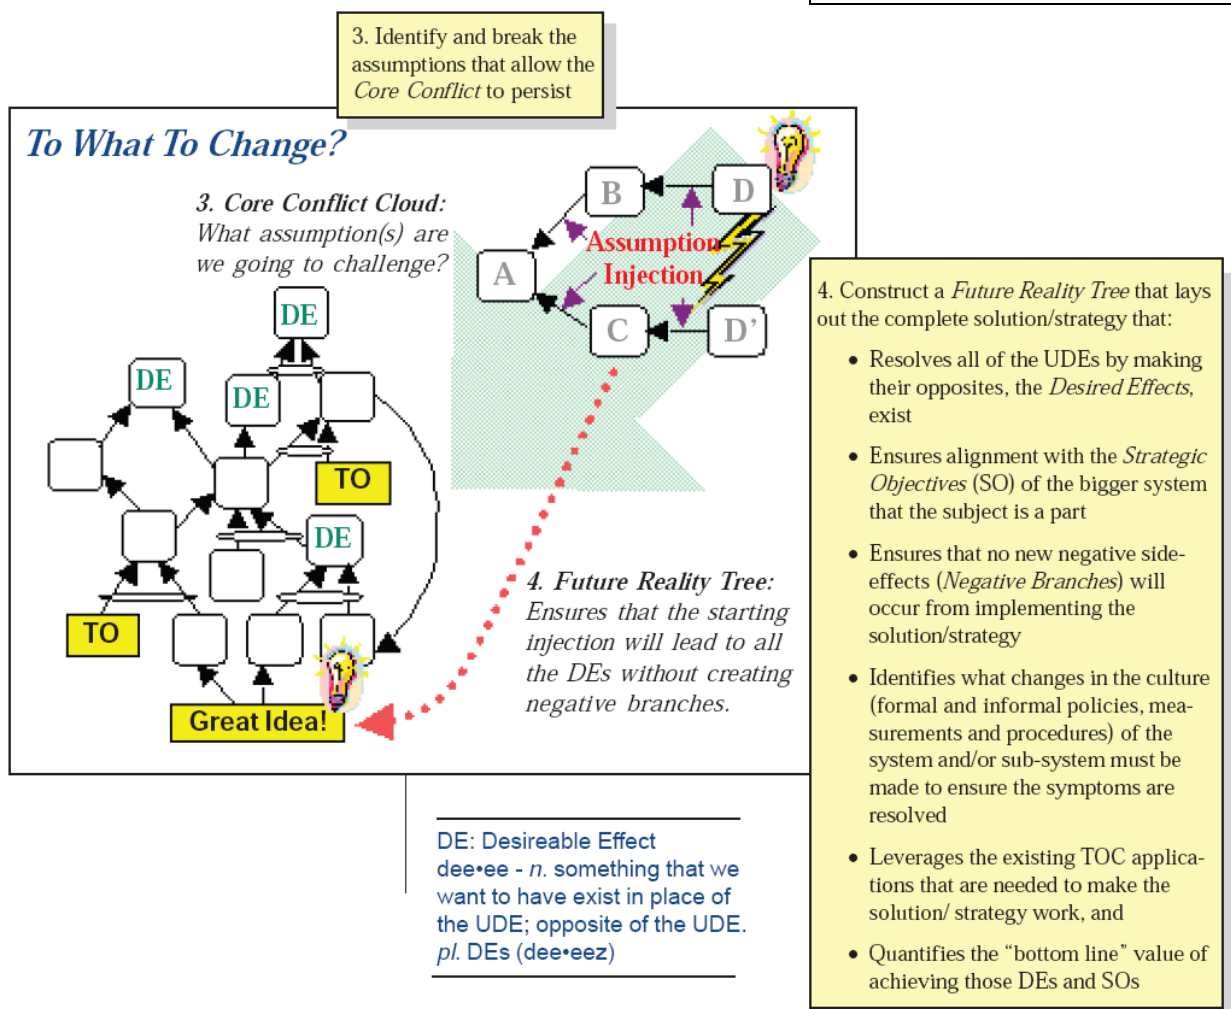 3. Identify and break the
assumptions that allow the
Core Conflict to persist
To What To Change?
3. Core Conflict Cloud:
What assumption(s) are
we going to challenge?
B
D
Assumption
Injection
A
C
D’
DE
DE
DE
TO
DE
TO
Great Idea!
4. Future Reality Tree:
Ensures that the starting
injection will lead to all
the DEs without creating
negative branches.
4. Construct a Future Reality Tree that lays
out the complete solution/strategy that:
• Resolves all of the UDEs by making
their opposites, the Desired Effects,
exist
• Ensures alignment with the Strategic
Objectives (SO) of the bigger system
that the subject is a part
• Ensures that no new negative side-
effects (Negative Branches) will
occur from implementing the
solution/strategy
• Identifies what changes in the culture
(formal and informal policies, mea-
surements and procedures) of the
system and/or sub-system must be
made to ensure the symptoms are
resolved
• Leverages the existing TOC applica-
tions that are needed to make the
solution/ strategy work, and
• Quantifies the “bottom line” value of
achieving those DEs and SOs
DE: Desireable Effect
dee•ee - n. something that we
want to have exist in place of
the UDE; opposite of the UDE.
pl. DEs (dee•eez)